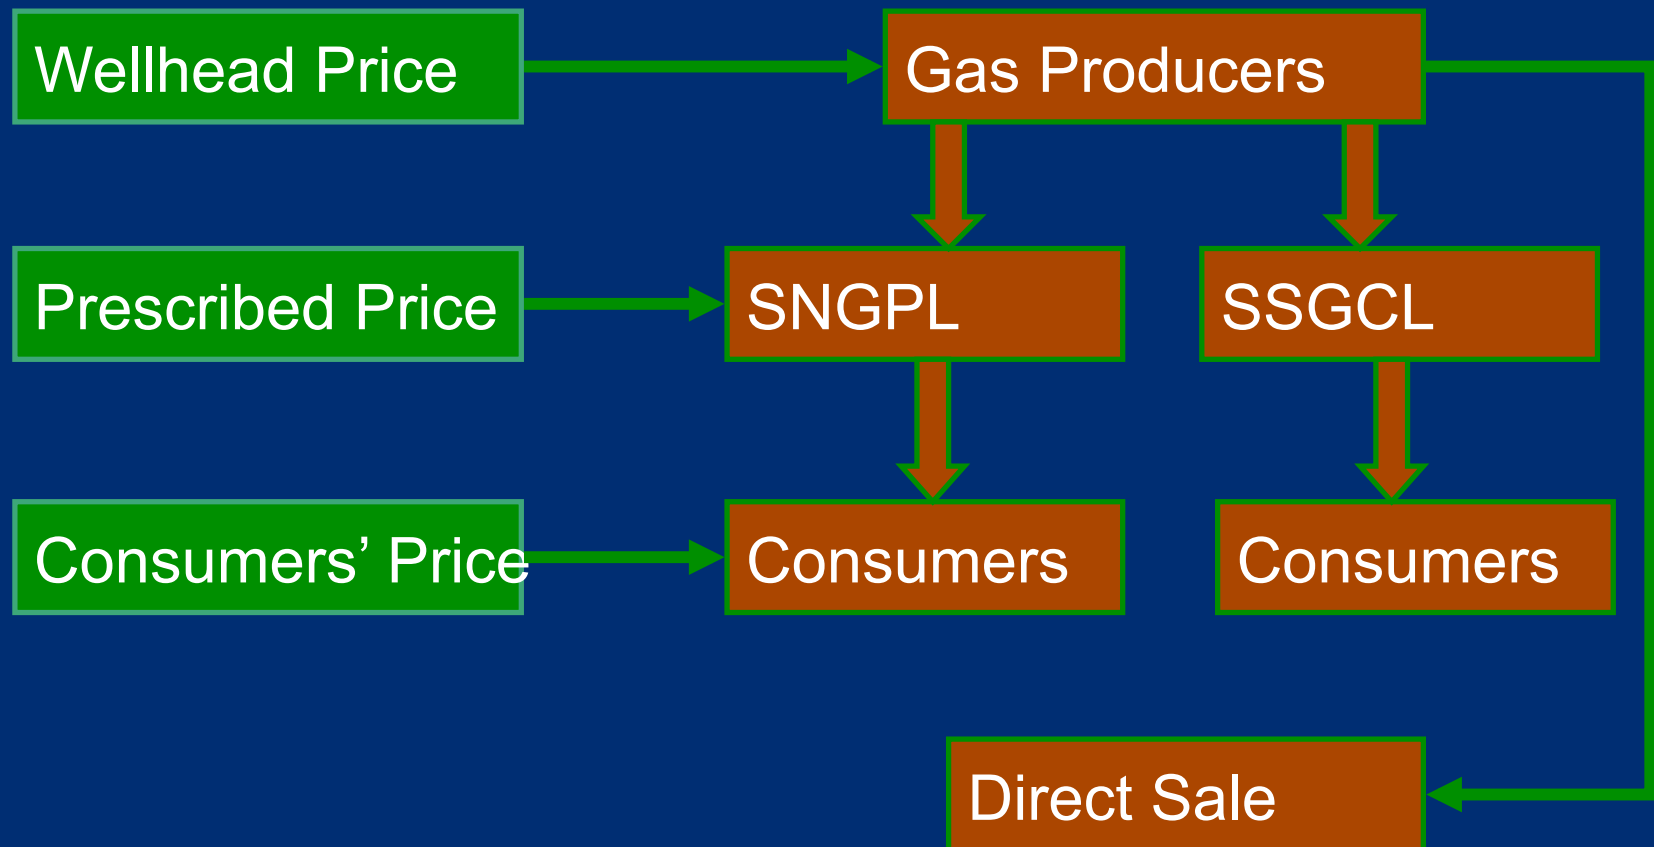 Wellhead Price
Gas Producers
Prescribed Price
SNGPL
SSGCL
Consumers’ Price
Consumers
Consumers
Direct Sale